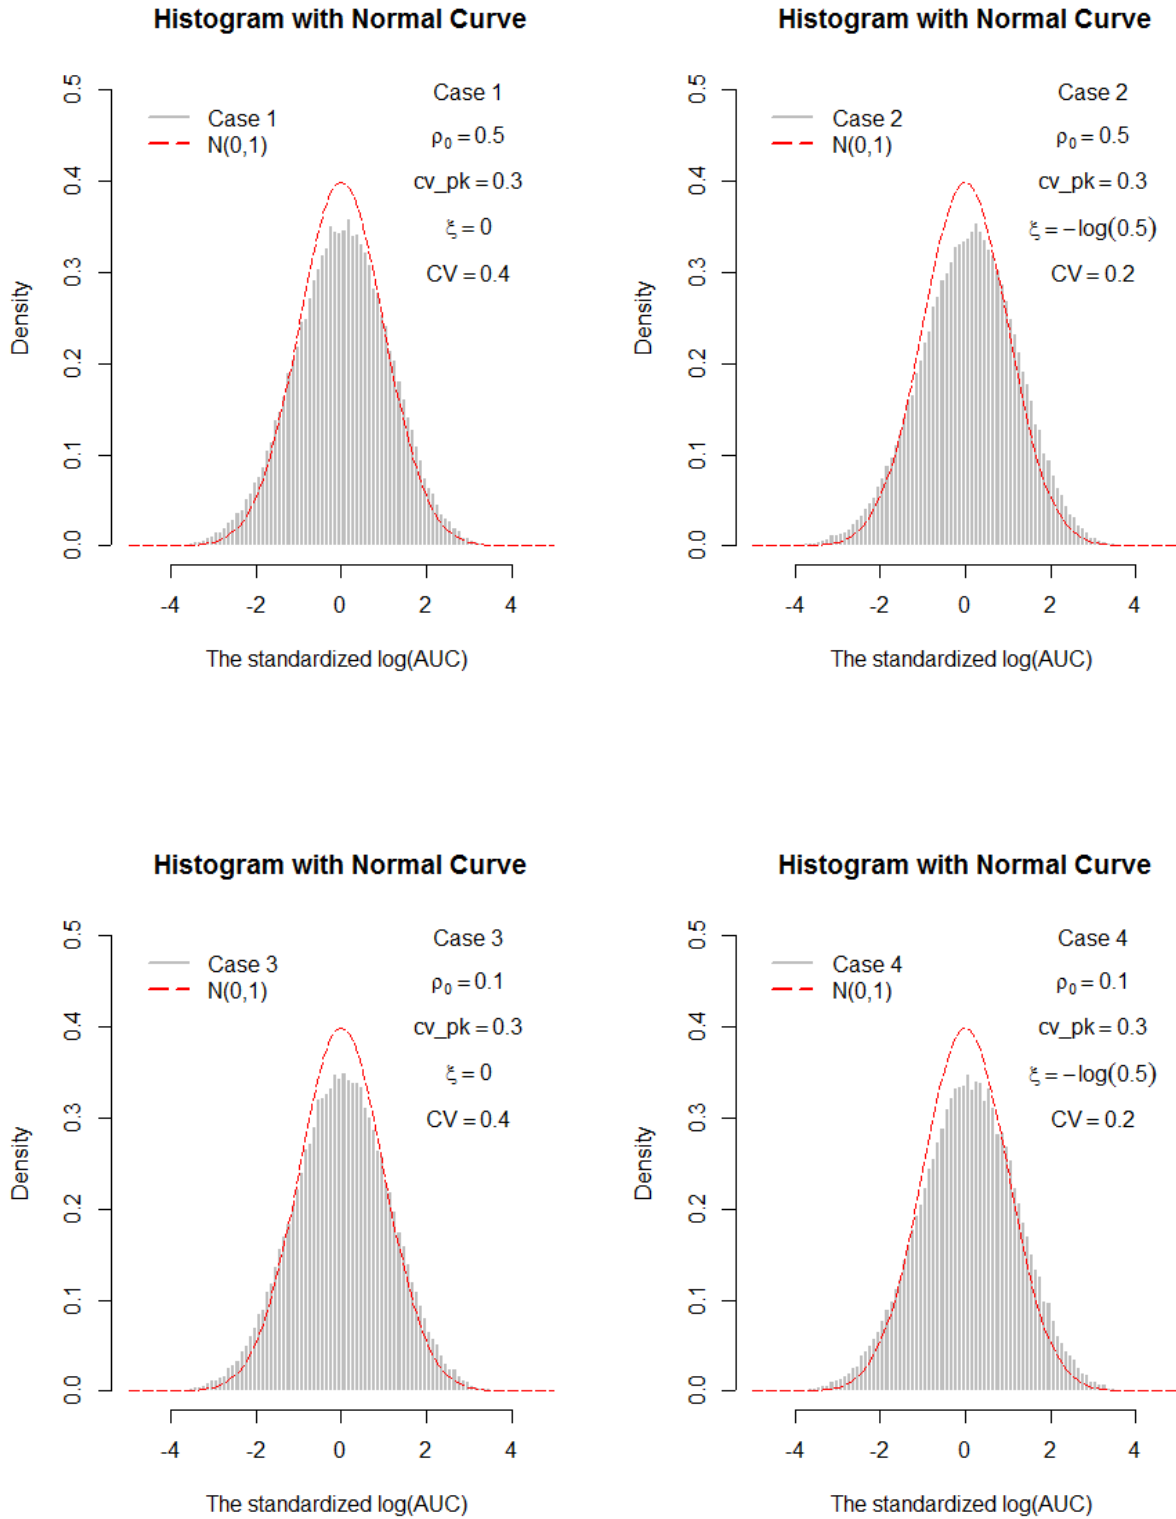 Histogram with Normal Curve
Case 1
N(0,1)
Case 1
ρ₀ = 0.5
cv_pk = 0.3
ξ = 0
CV = 0.4
Density
0.0 0.1 0.2 0.3 0.4 0.5
-4 -2 0 2 4
The standardized log(AUC)
Histogram with Normal Curve
Case 2
N(0,1)
Case 2
ρ₀ = 0.5
cv_pk = 0.3
ξ = −log(0.5)
CV = 0.2
Density
0.0 0.1 0.2 0.3 0.4 0.5
-4 -2 0 2 4
The standardized log(AUC)
Histogram with Normal Curve
Case 3
N(0,1)
Case 3
ρ₀ = 0.1
cv_pk = 0.3
ξ = 0
CV = 0.4
Density
0.0 0.1 0.2 0.3 0.4 0.5
-4 -2 0 2 4
The standardized log(AUC)
Histogram with Normal Curve
Case 4
N(0,1)
Case 4
ρ₀ = 0.1
cv_pk = 0.3
ξ = −log(0.5)
CV = 0.2
Density
0.0 0.1 0.2 0.3 0.4 0.5
-4 -2 0 2 4
The standardized log(AUC)